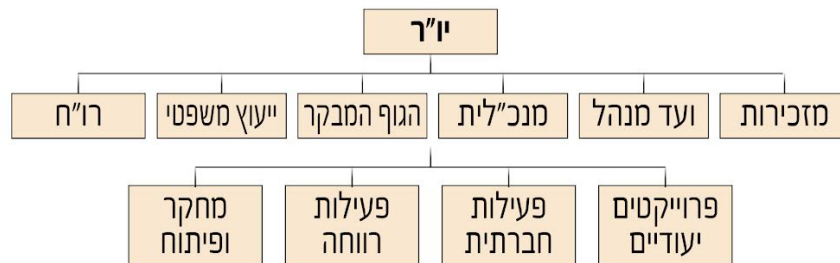 יו"ר
מזכירות
ועד מנהל
מנכ"לית
הגוף המבקר
ייעוץ משפטי
רו"ח
פרוייקטים
יעודיים
פעילות
חברתית
פעילות
רווחה
מחקר
ופיתוח